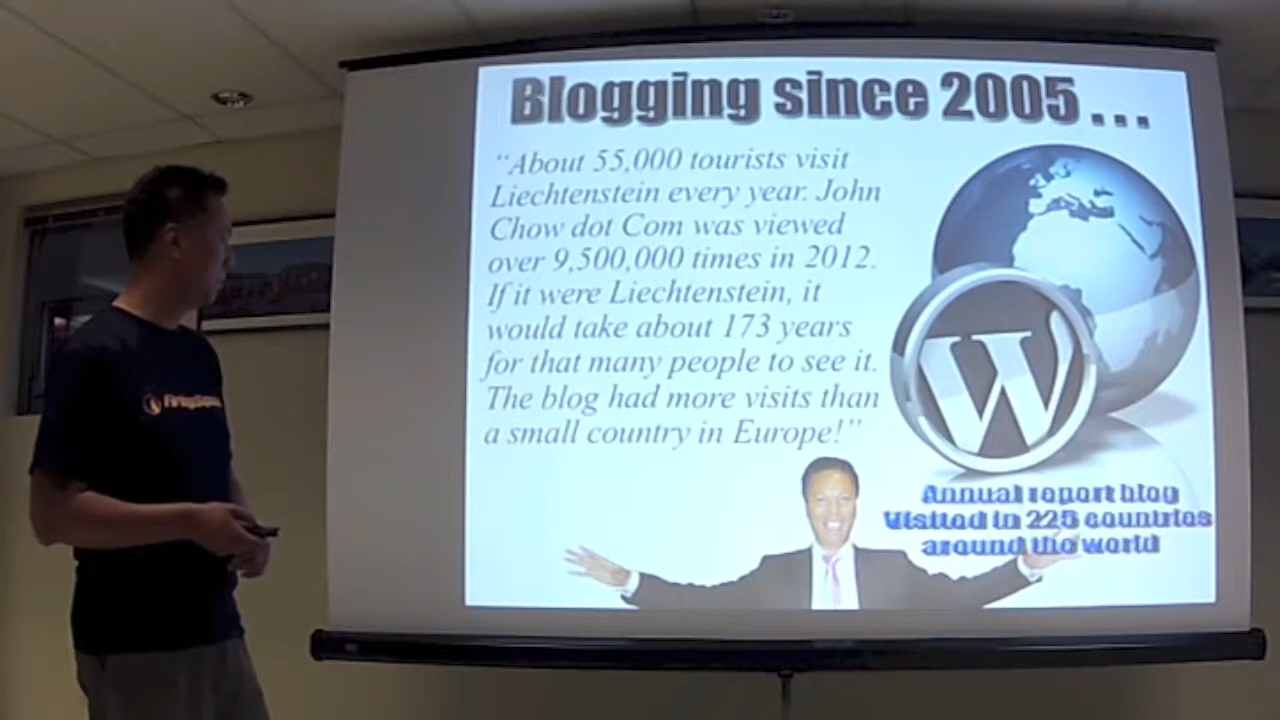 Blogging since 2005...
“About 55,000 tourists visit
Liechtenstein every year. John
Chow dot Com was viewed
over 9,500,000 times in 2012.
If it were Liechtenstein, it
would take about 173 years
for that many people to see it.
The blog had more visits than
a small country in Europe!”
W
Annual report blog
Visited in 225 countries
around the world